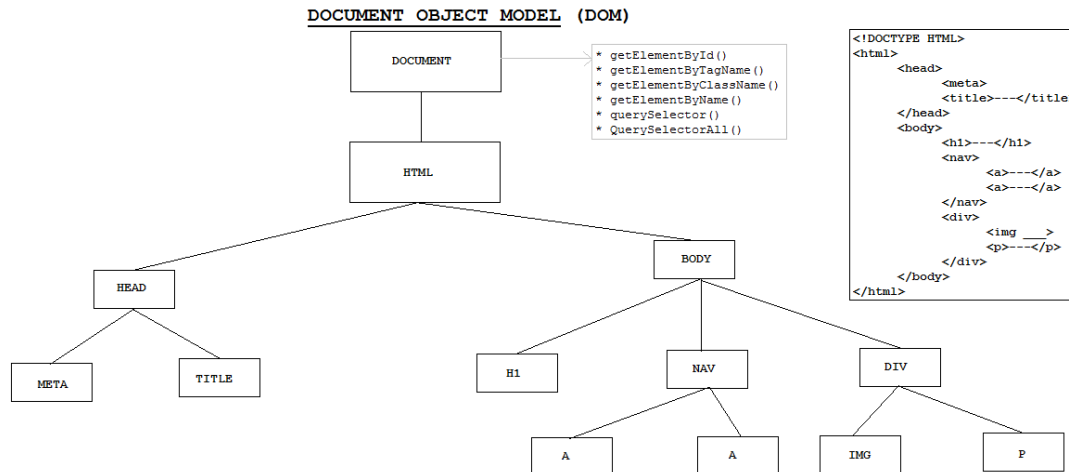 DOCUMENT OBJECT MODEL (DOM)
DOCUMENT
* getElementById()
* getElementByTagName()
* getElementByClassName()
* getElementByName()
* querySelector()
* QuerySelectorAll()
HTML
HEAD
BODY
META
TITLE
H1
NAV
DIV
A
A
IMG
P
<!DOCTYPE HTML>
<html>
<head>
<meta>
<title>---</title
</head>
<body>
<h1>---</h1>
<nav>
<a>---</a>
<a>---</a>
</nav>
<div>
<img ___>
<p>---</p>
</div>
</body>
</html>